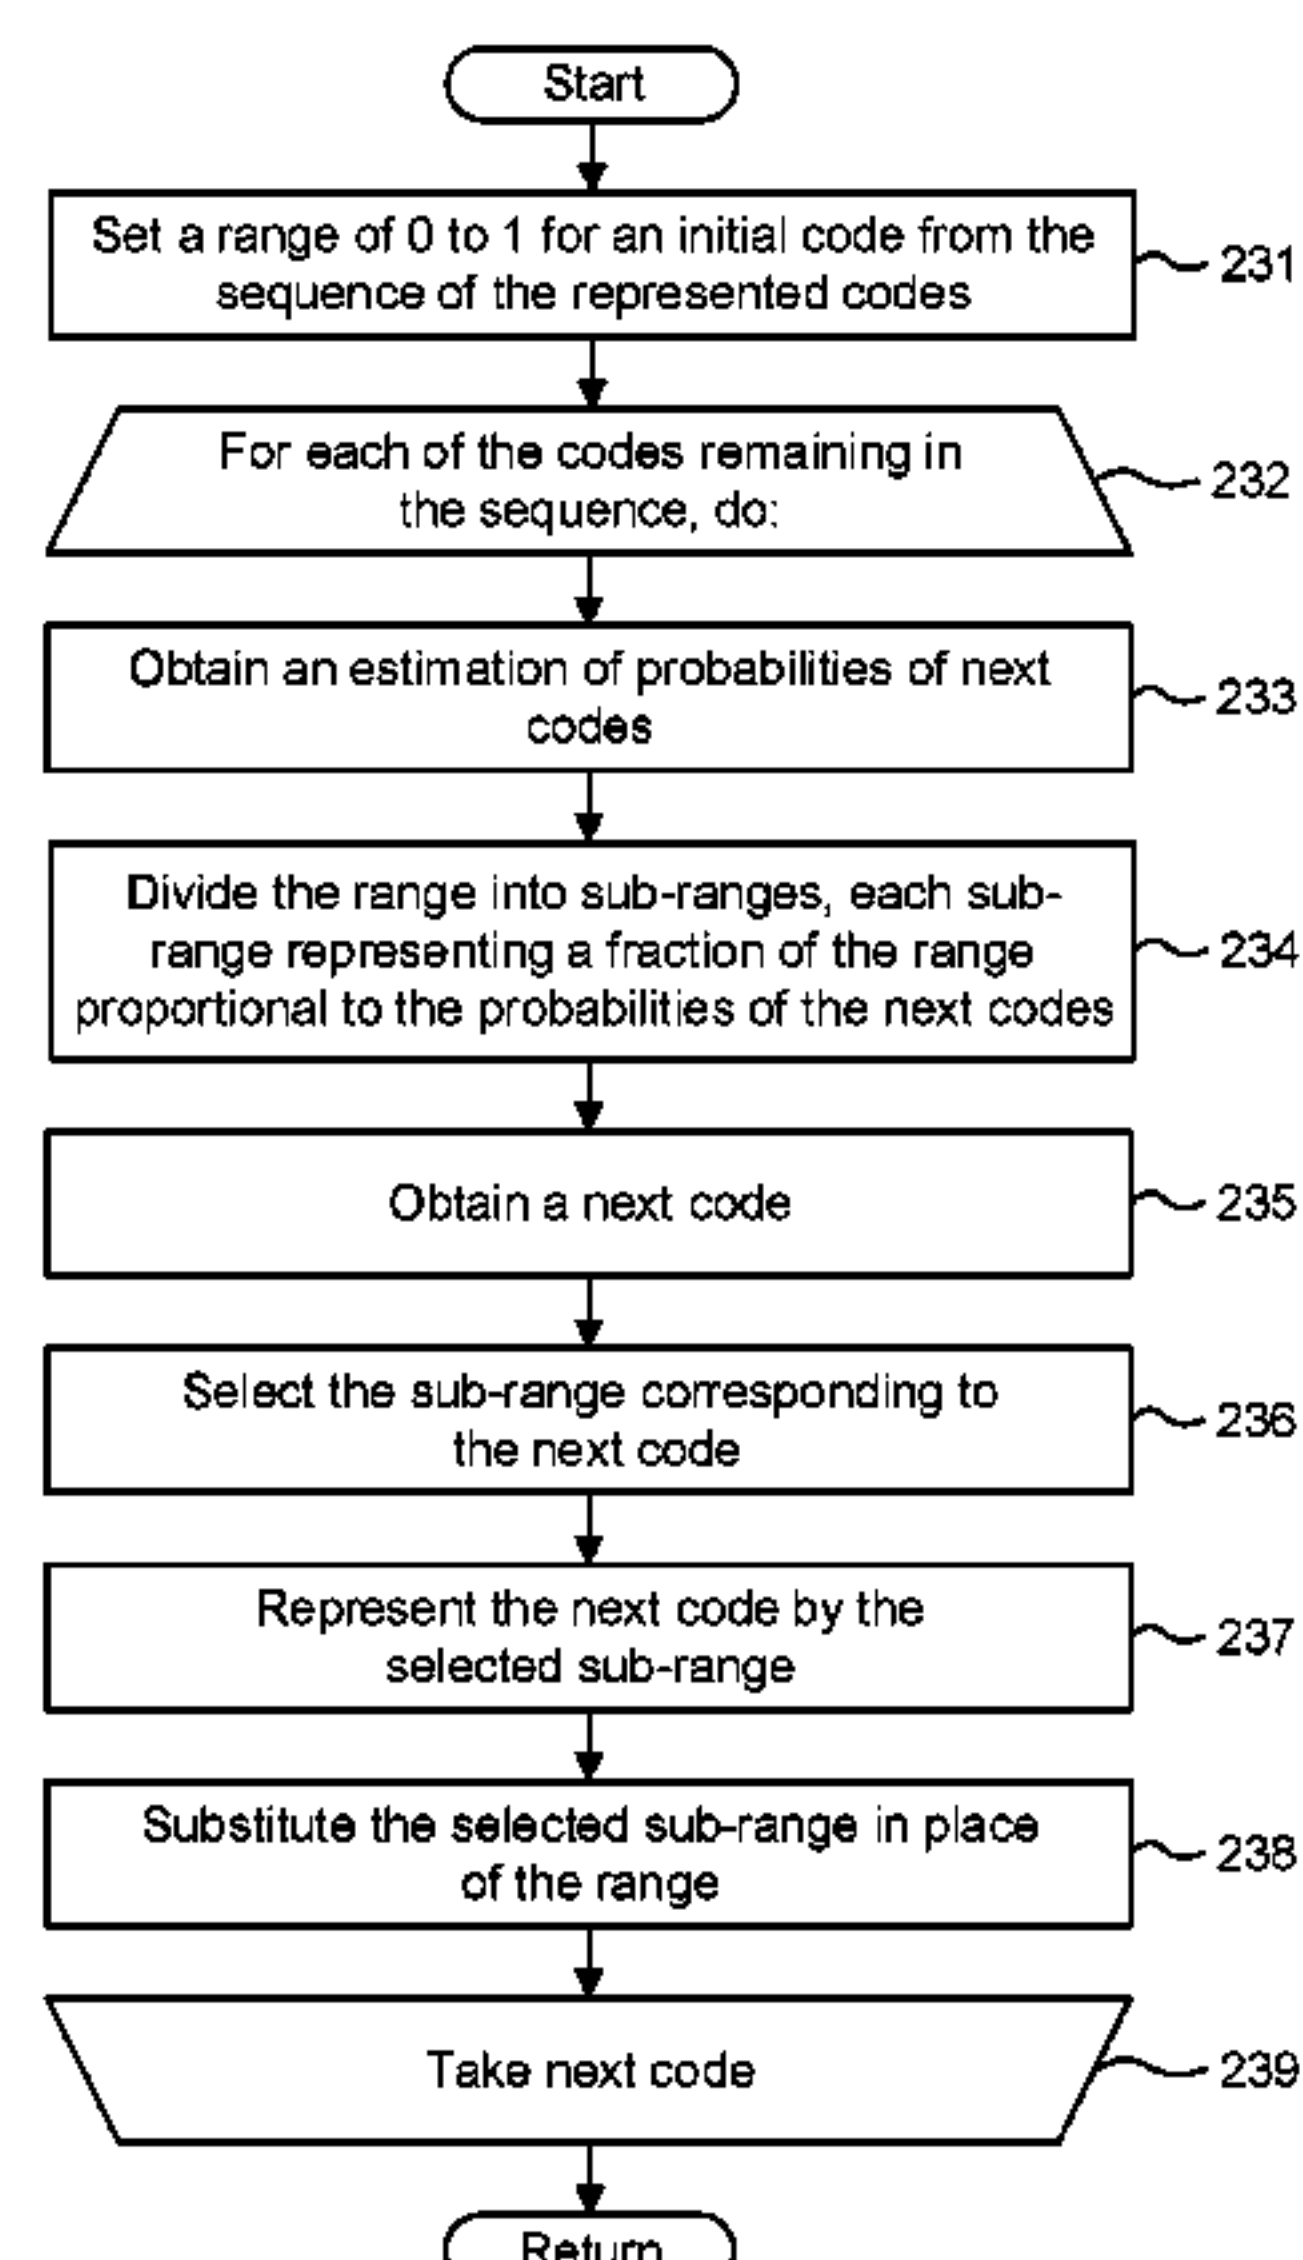 Start
Set a range of 0 to 1 for an initial code from the
sequence of the represented codes
231
For each of the codes remaining in
the sequence, do:
232
Obtain an estimation of probabilities of next
codes
233
Divide the range into sub-ranges, each sub-
range representing a fraction of the range
proportional to the probabilities of the next codes
234
Obtain a next code
235
Select the sub-range corresponding to
the next code
236
Represent the next code by the
selected sub-range
237
Substitute the selected sub-range in place
of the range
238
Take next code
239
Return